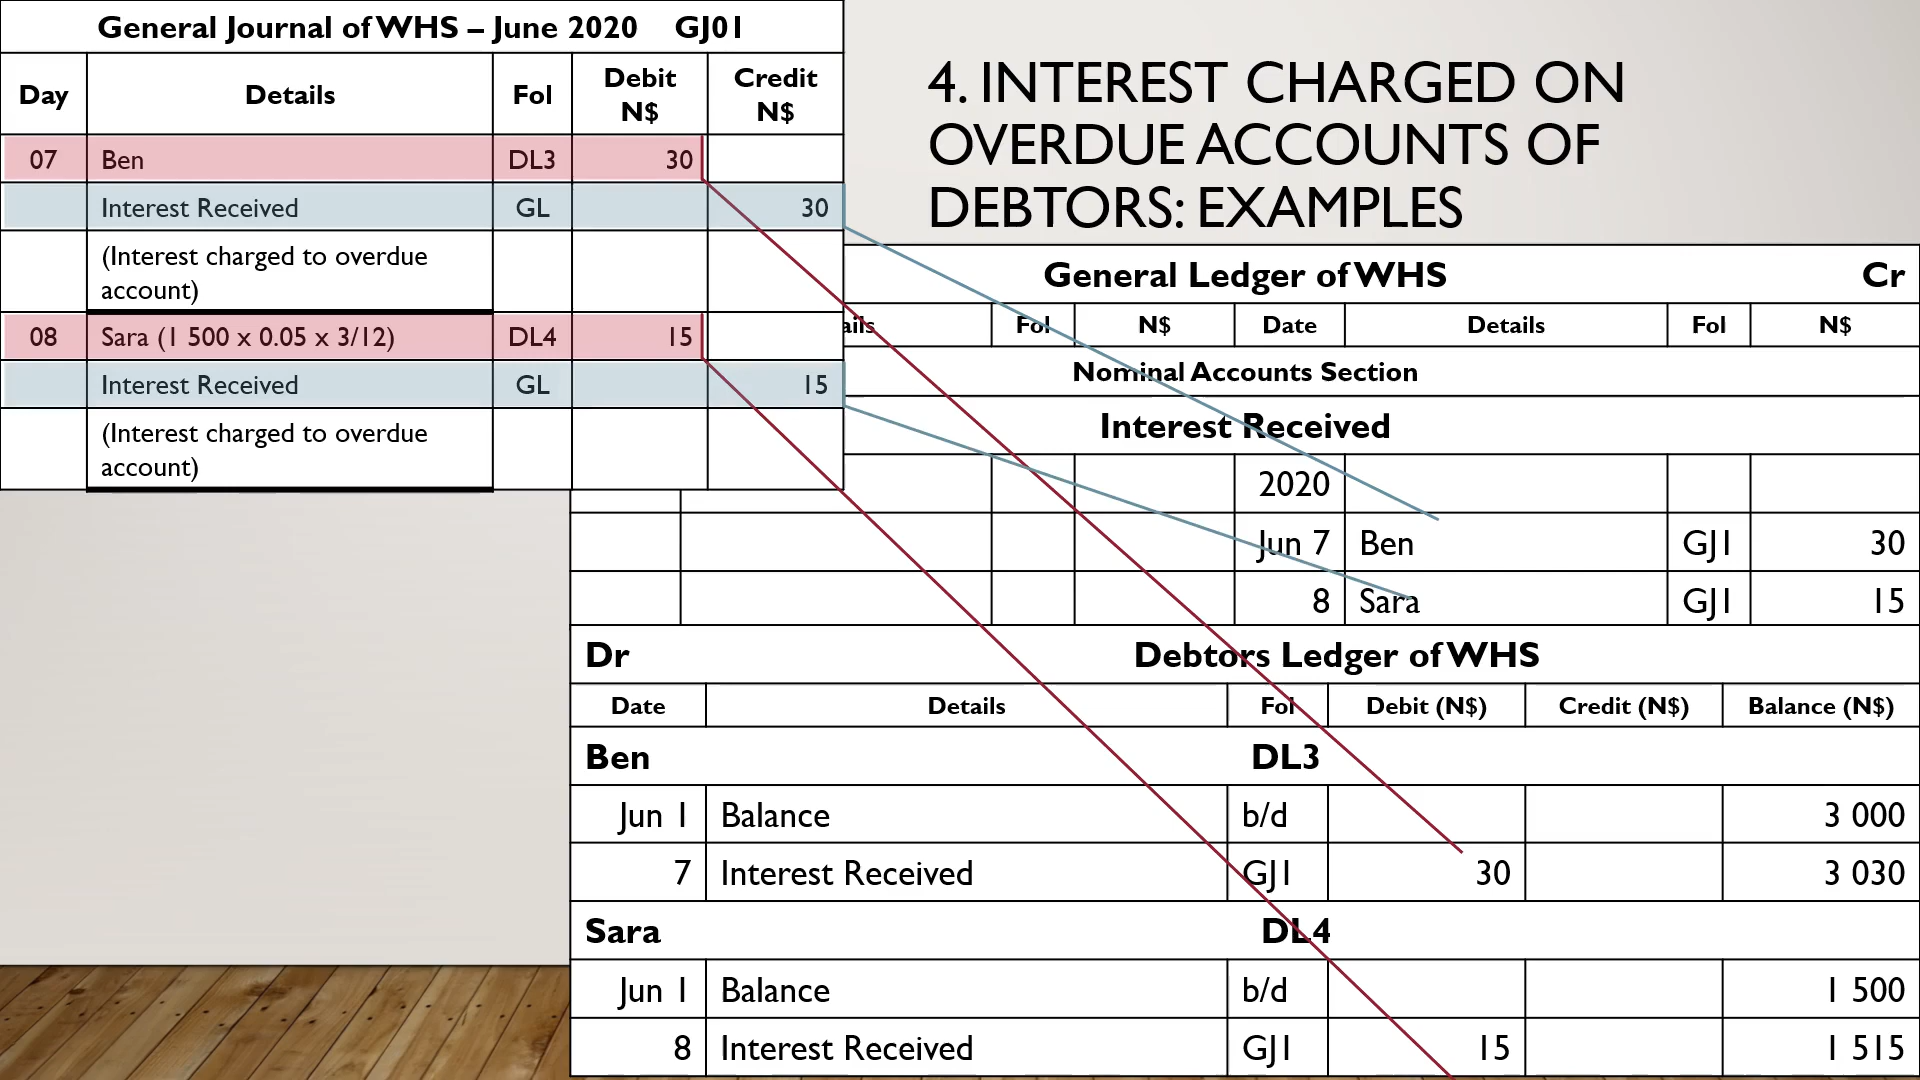 General Journal of WHS – June 2020 GJ01
Day Details Fol Debit N$ Credit N$
07 Ben DL3 30
Interest Received GL 30
(Interest charged to overdue
account)
08 Sara (1 500 x 0.05 x 3/12) DL4 15
Interest Received GL 15
(Interest charged to overdue
account)
4. INTEREST CHARGED ON
OVERDUE ACCOUNTS OF
DEBTORS: EXAMPLES
General Ledger of WHS Cr
ails Fol N$ Date Details Fol N$
Nominal Accounts Section
Interest Received
2020
Jun 7 Ben GJ1 30
8 Sara GJ1 15
Dr Debtors Ledger of WHS
Date Details Fol Debit (N$) Credit (N$) Balance (N$)
Ben DL3
Jun 1 Balance b/d 3 000
7 Interest Received GJ1 30 3 030
Sara DL4
Jun 1 Balance b/d 1 500
8 Interest Received GJ1 15 1 515